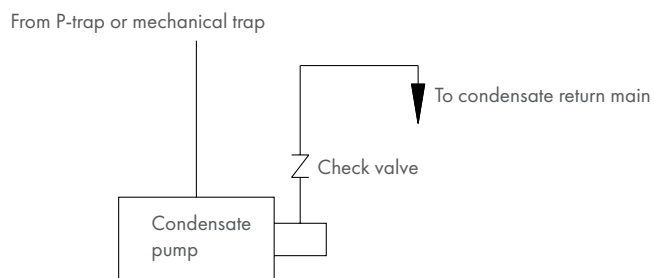 From P-trap or mechanical trap
To condensate return main
Check valve
Condensate
pump